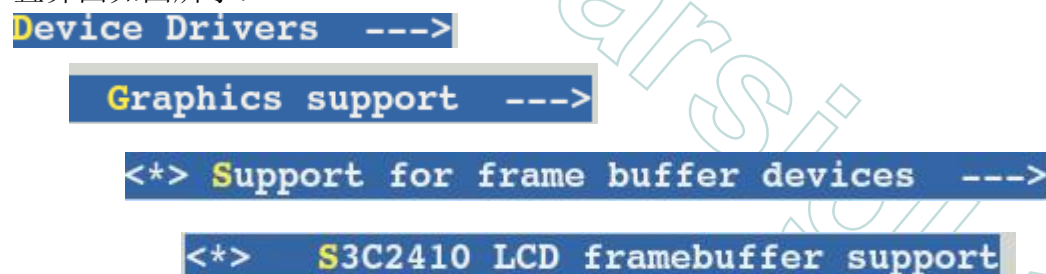 Device Drivers --->
Graphics support --->
<*> Support for frame buffer devices --->
<*> S3C2410 LCD framebuffer support